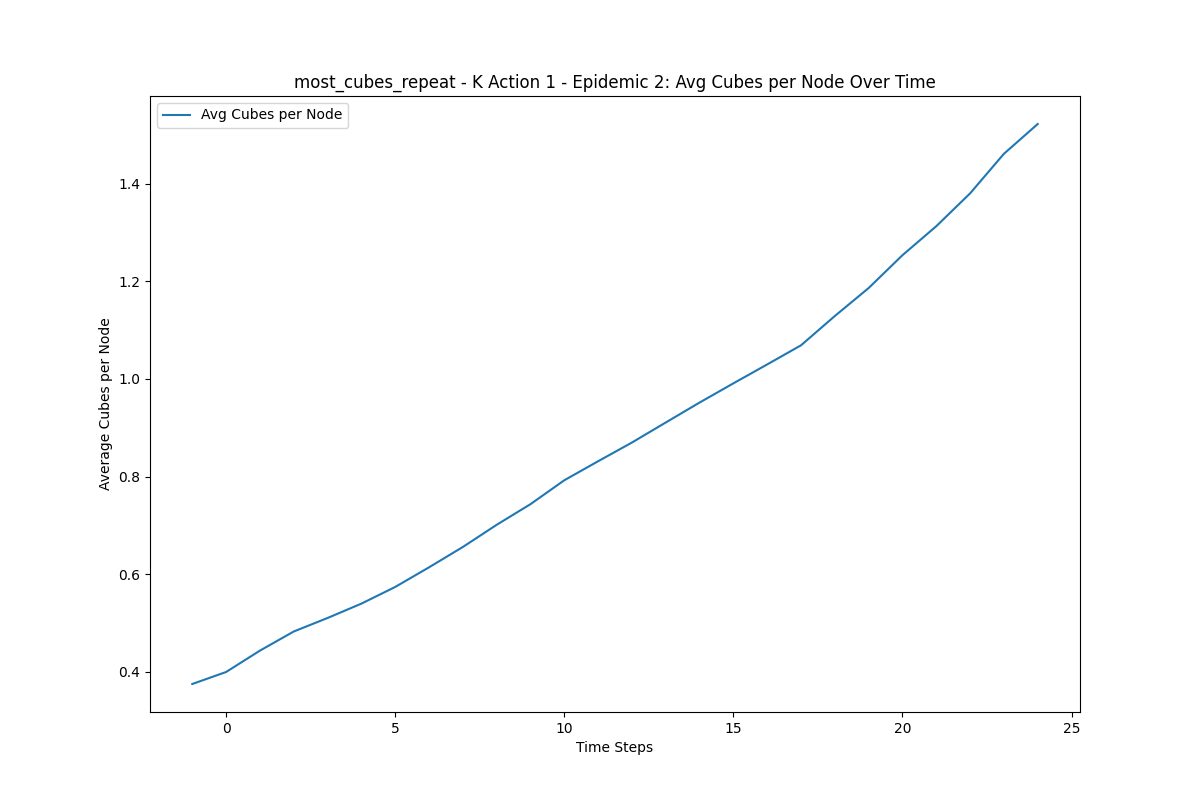 most_cubes_repeat - K Action 1 - Epidemic 2: Avg Cubes per Node Over Time
Avg Cubes per Node
Average Cubes per Node
1.4
1.2
1.0
0.8
0.6
0.4
0 5 10 15 20 25
Time Steps